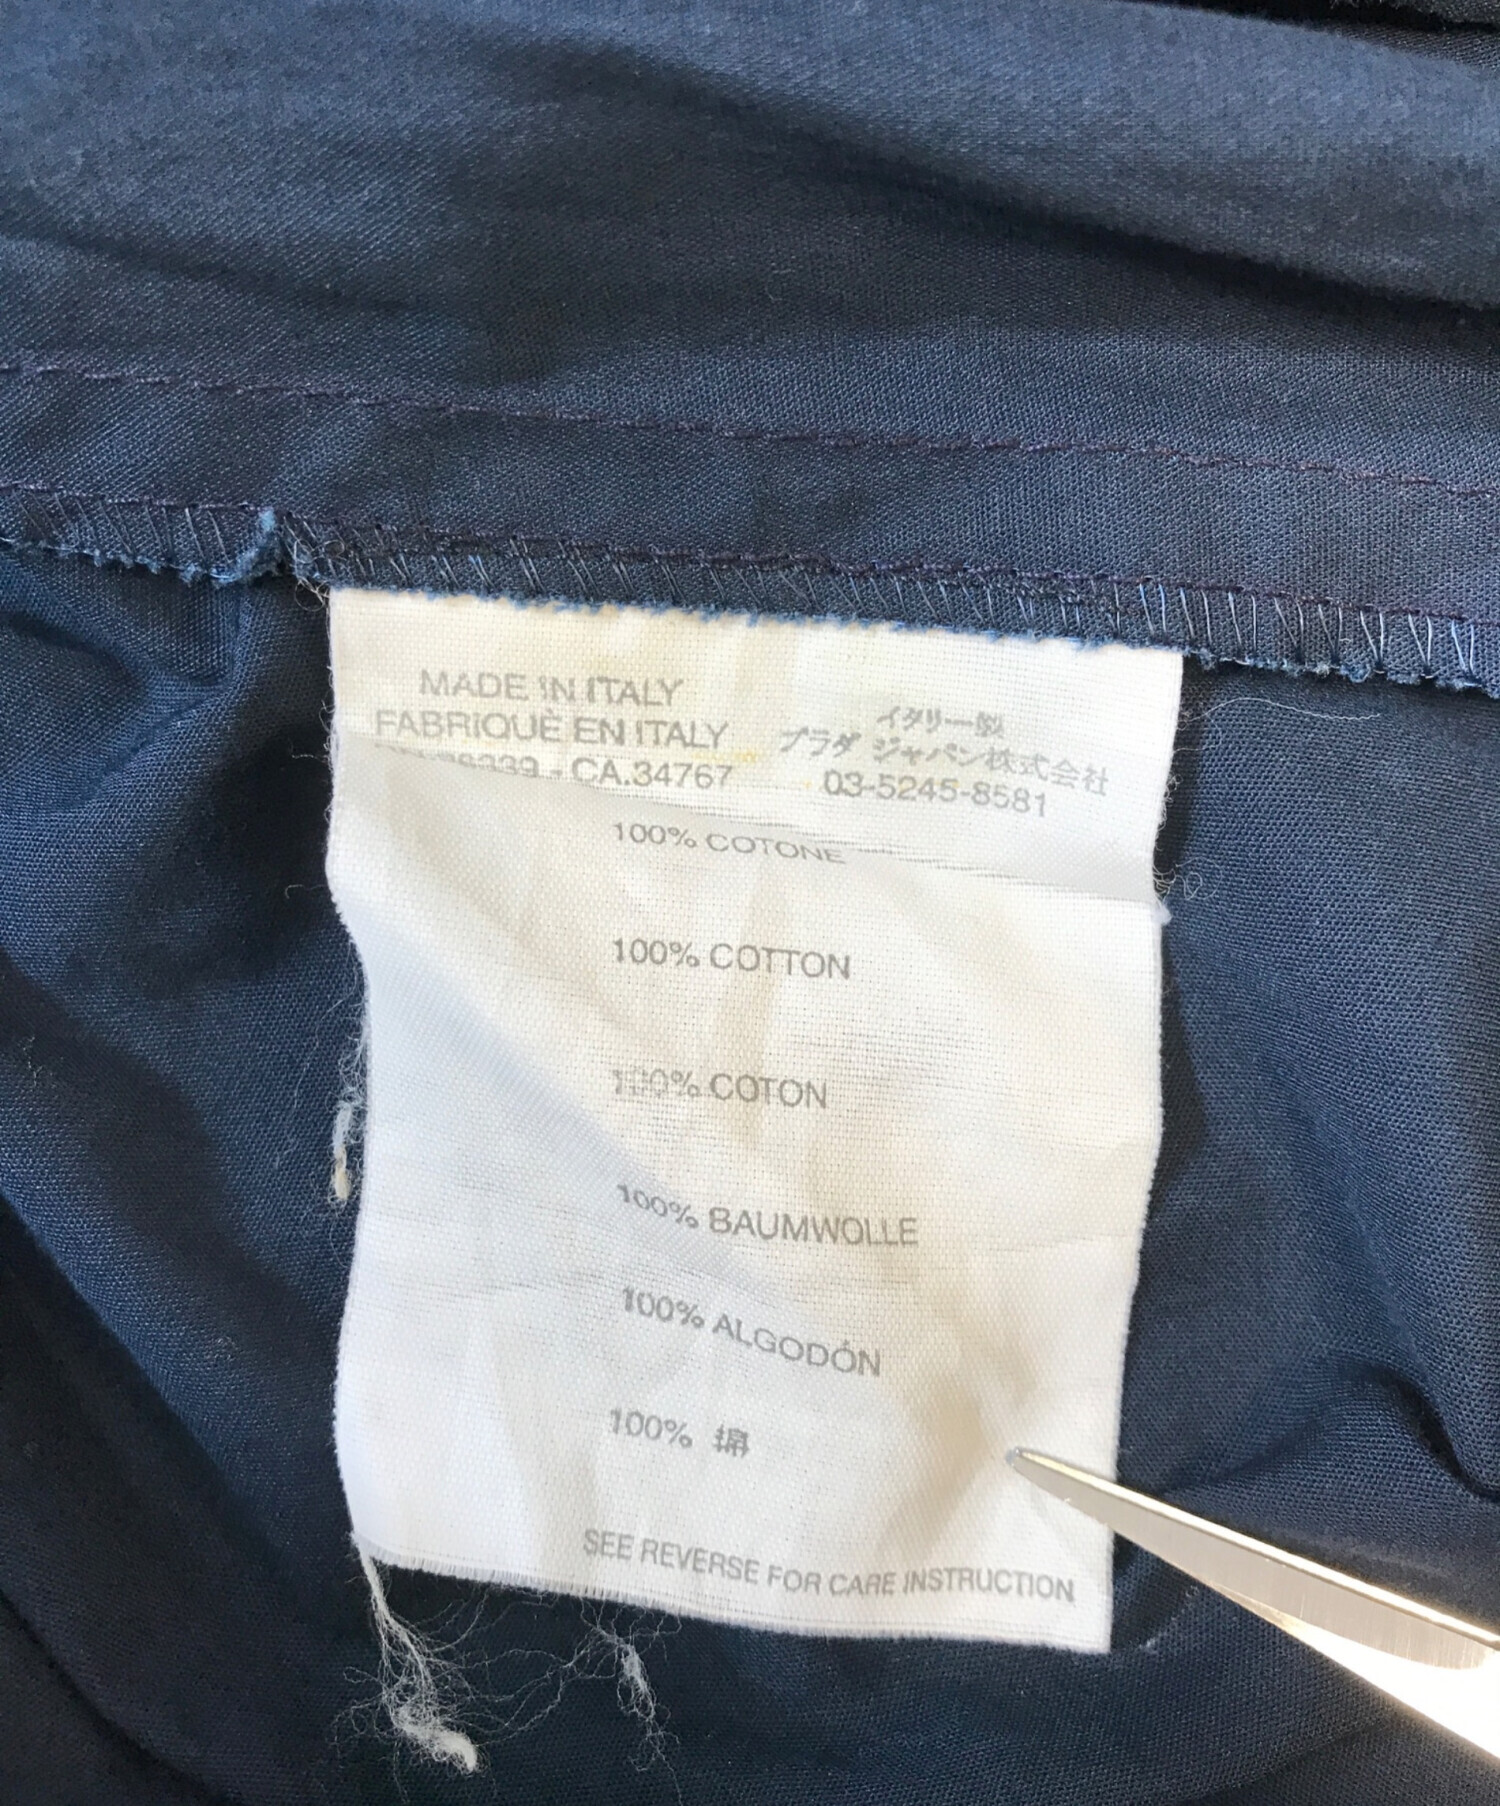 MADE IN ITALY
FABRIQUÈ EN ITALY
CA.34767
イタリー製
プラダ ジャパン株式会社
03-5245-8581
100% COTONE
100% COTTON
100% COTON
100% BAUMWOLLE
100% ALGODÓN
100% 綿
SEE REVERSE FOR CARE INSTRUCTION